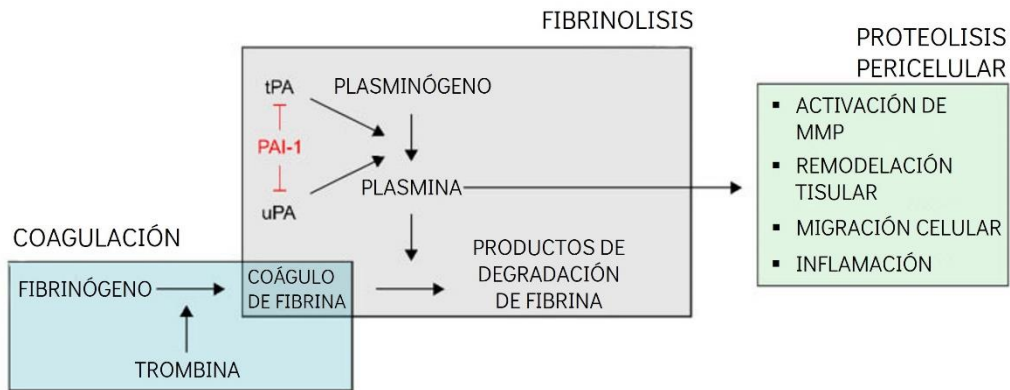 FIBRINOLISIS
tPA
PLASMINÓGENO
PAI-1
PLASMINA
uPA
PROTEOLISIS
PERICELULAR
▪ ACTIVACIÓN DE
MMP
▪ REMODELACIÓN
TISULAR
▪ MIGRACIÓN CELULAR
▪ INFLAMACIÓN
COAGULACIÓN
FIBRINÓGENO
COÁGULO
DE FIBRINA
PRODUCTOS DE
DEGRADACIÓN
DE FIBRINA
TROMBINA